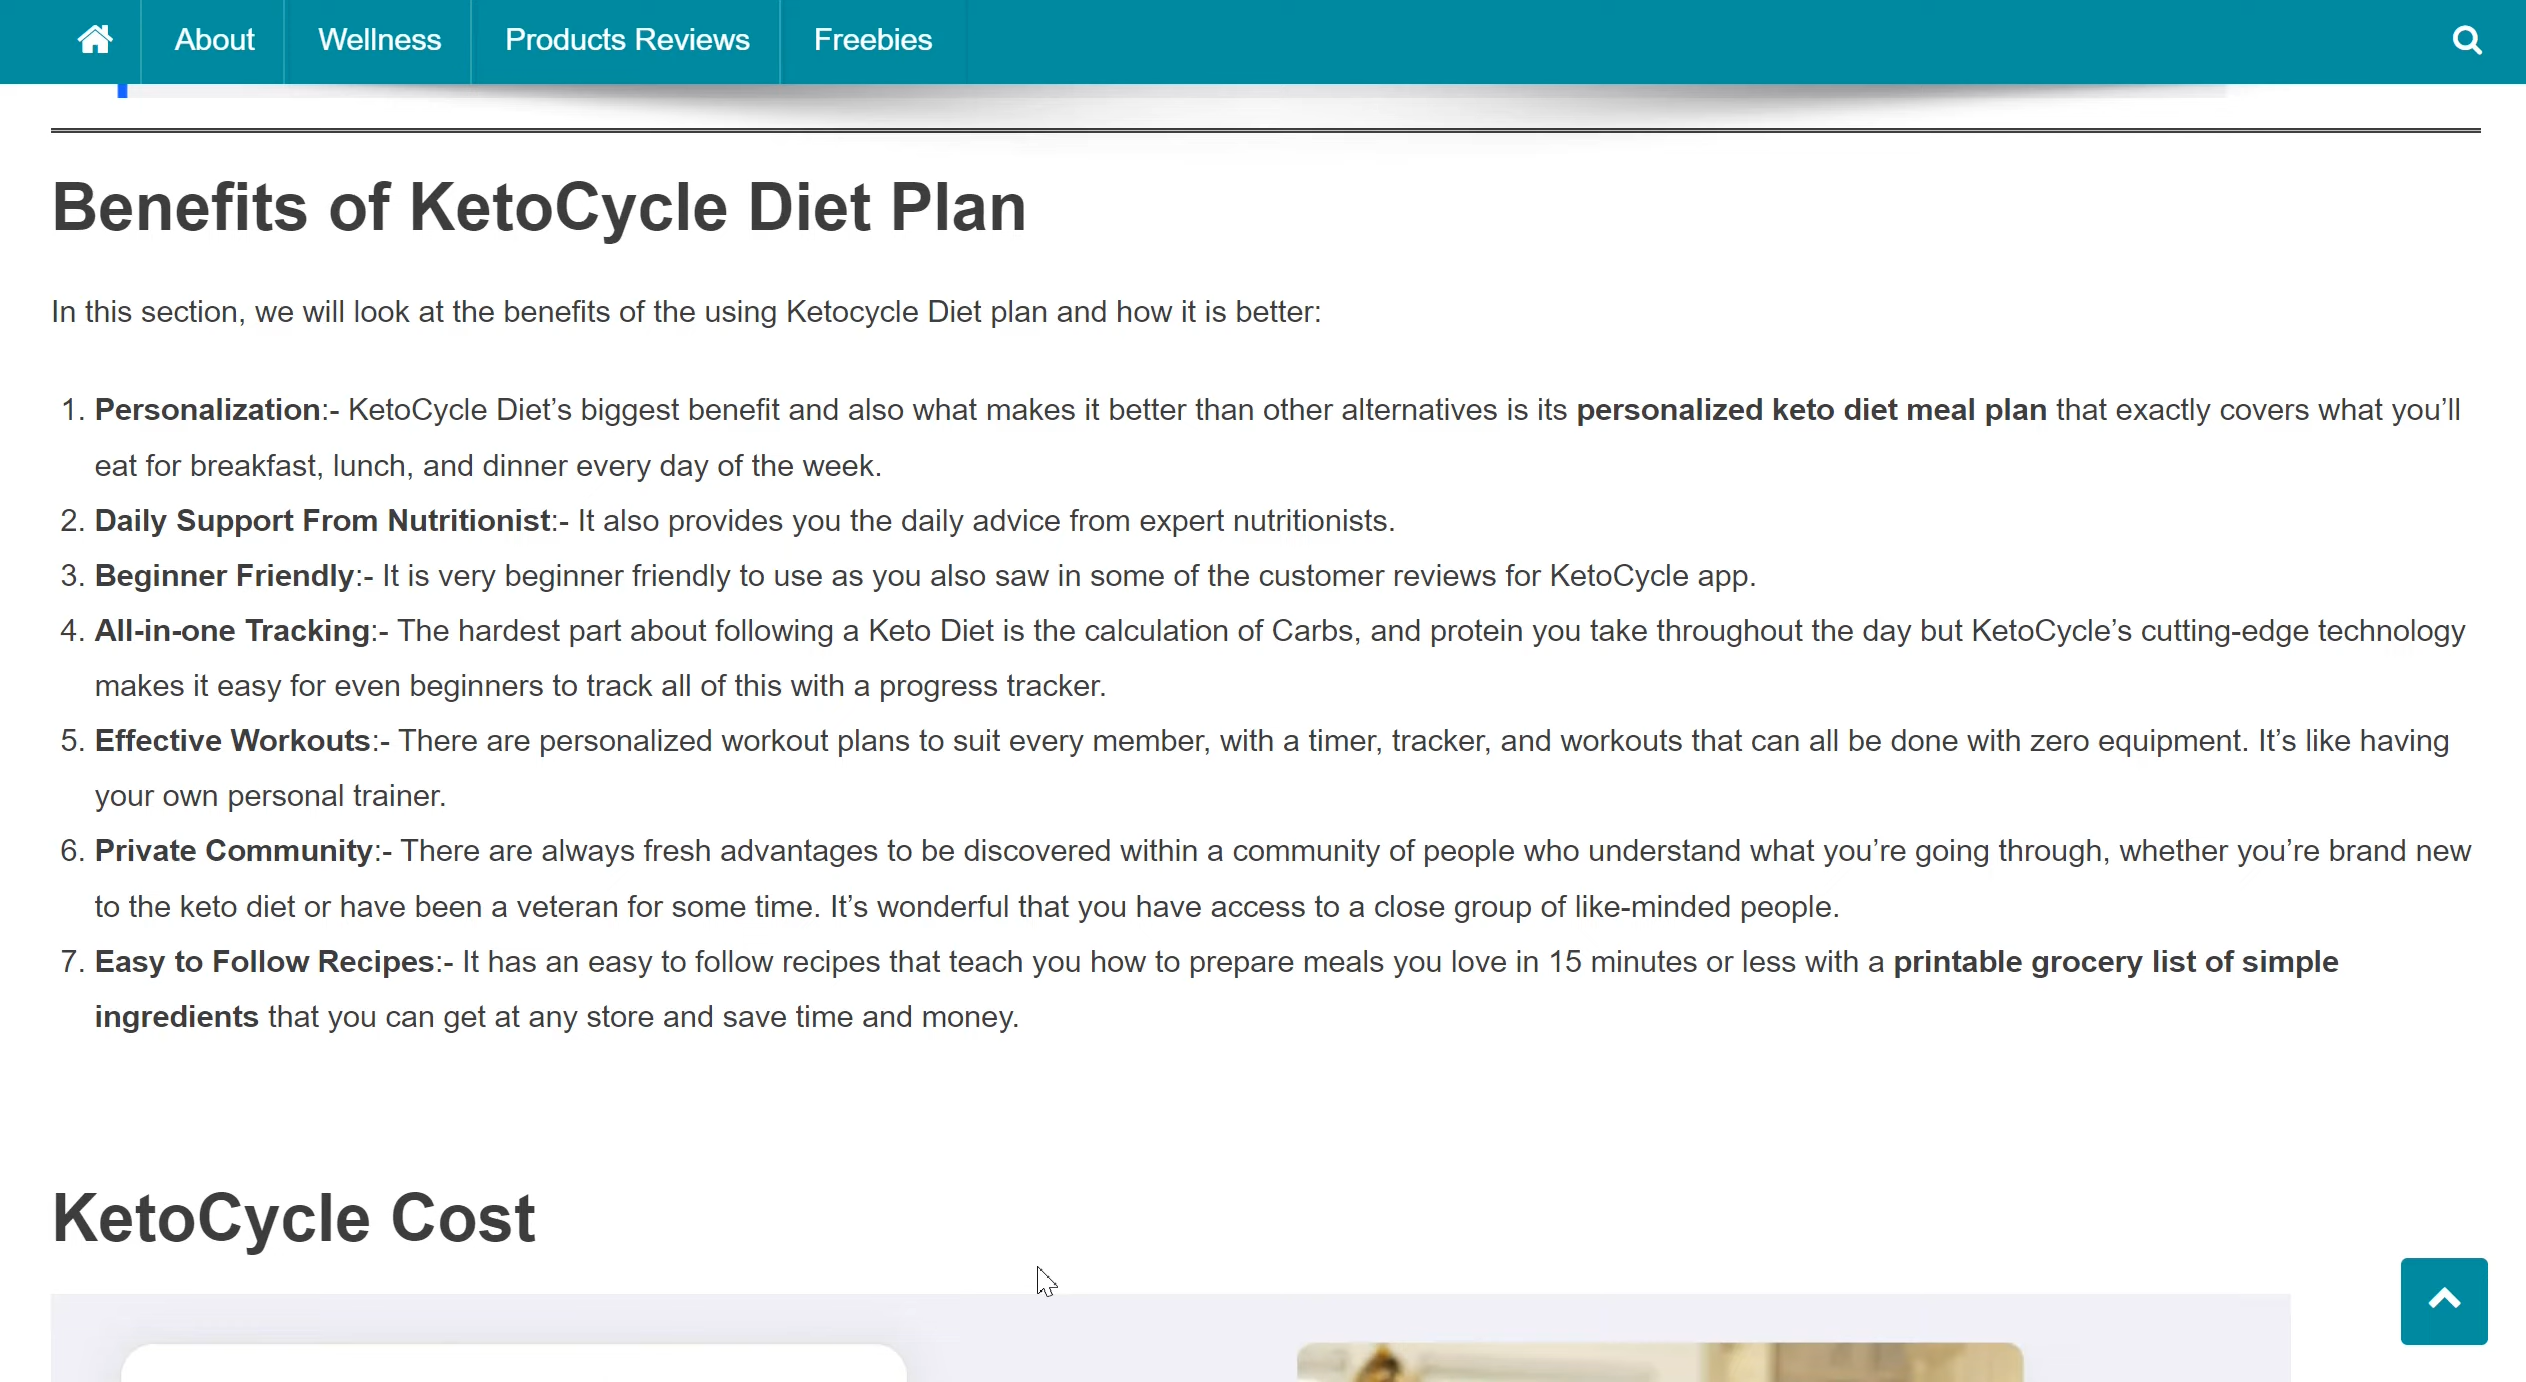 About Wellness Products Reviews Freebies
Benefits of KetoCycle Diet Plan
In this section, we will look at the benefits of the using Ketocycle Diet plan and how it is better:
1. Personalization:- KetoCycle Diet’s biggest benefit and also what makes it better than other alternatives is its personalized keto diet meal plan that exactly covers what you’ll
eat for breakfast, lunch, and dinner every day of the week.
2. Daily Support From Nutritionist:- It also provides you the daily advice from expert nutritionists.
3. Beginner Friendly:- It is very beginner friendly to use as you also saw in some of the customer reviews for KetoCycle app.
4. All-in-one Tracking:- The hardest part about following a Keto Diet is the calculation of Carbs, and protein you take throughout the day but KetoCycle’s cutting-edge technology
makes it easy for even beginners to track all of this with a progress tracker.
5. Effective Workouts:- There are personalized workout plans to suit every member, with a timer, tracker, and workouts that can all be done with zero equipment. It’s like having
your own personal trainer.
6. Private Community:- There are always fresh advantages to be discovered within a community of people who understand what you’re going through, whether you’re brand new
to the keto diet or have been a veteran for some time. It’s wonderful that you have access to a close group of like-minded people.
7. Easy to Follow Recipes:- It has an easy to follow recipes that teach you how to prepare meals you love in 15 minutes or less with a printable grocery list of simple
ingredients that you can get at any store and save time and money.
KetoCycle Cost